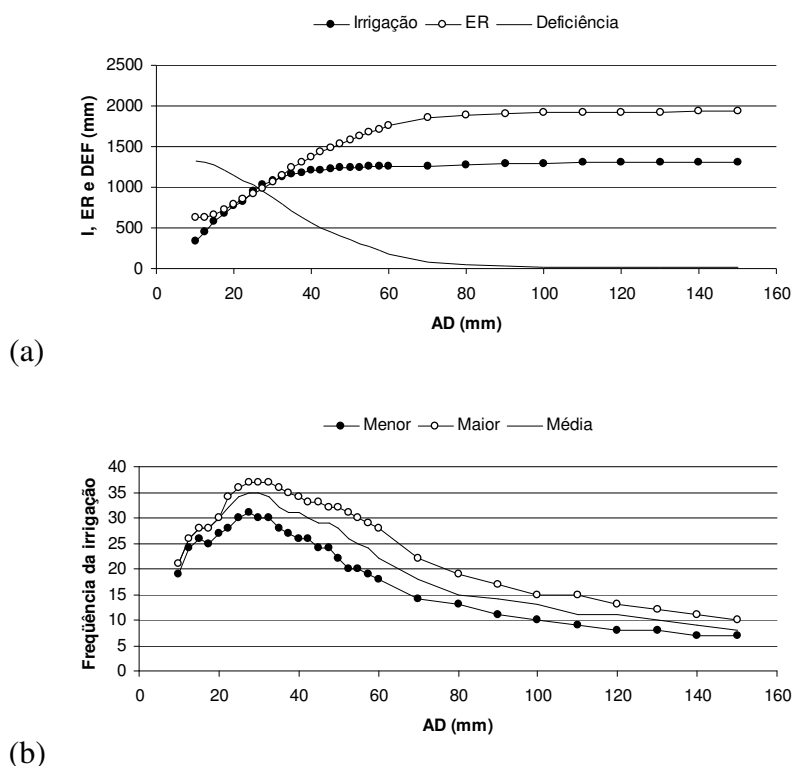 Irrigação ER Deficiência
I, ER e DEF (mm)
2500
2000
1500
1000
500
0
0 20 40 60 80 100 120 140 160
AD (mm)
(a)
Menor Maior Média
Freqüência da irrigação
40
35
30
25
20
15
10
5
0
0 20 40 60 80 100 120 140 160
AD (mm)
(b)